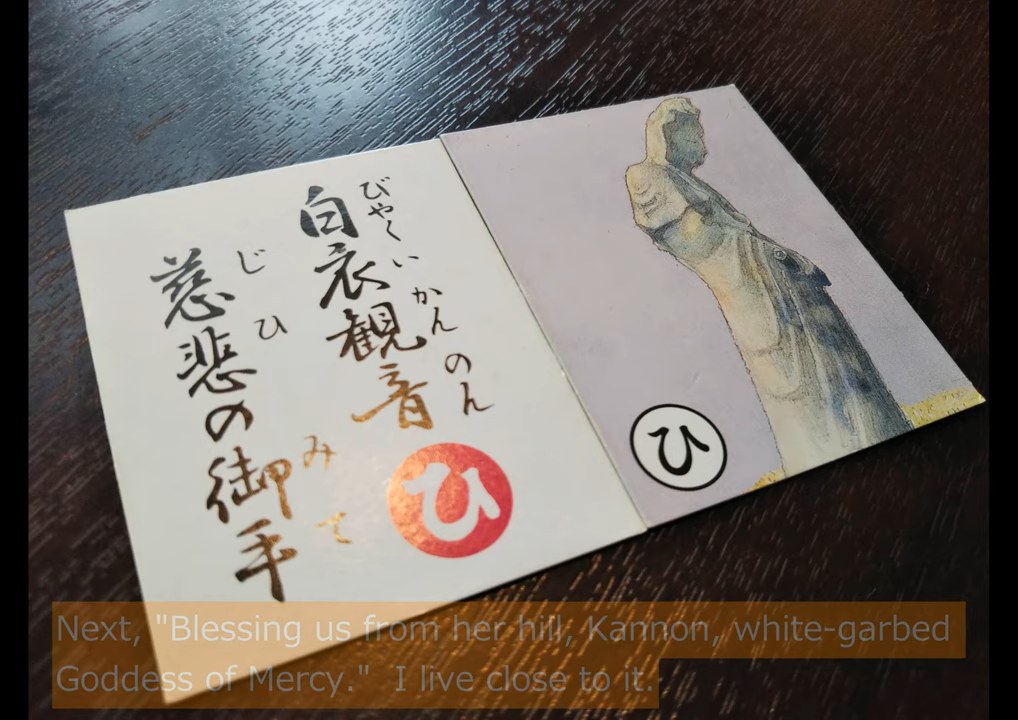 びやくいかんのん
白衣観音
じひ
慈悲の御手
みて
ひ
ひ
Next, "Blessing us from her hill, Kannon, white-garbed
Goddess of Mercy." I live close to it.